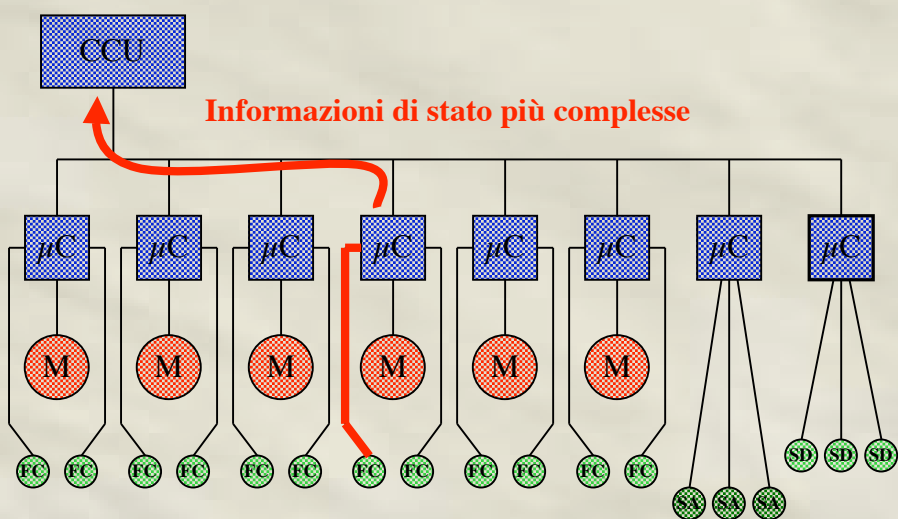 CCU
Informazioni di stato più complesse
μC μC μC μC μC μC μC μC
M M M M M M
FC FC FC FC FC FC FC FC FC FC FC FC SD SD SD
SA SA SA